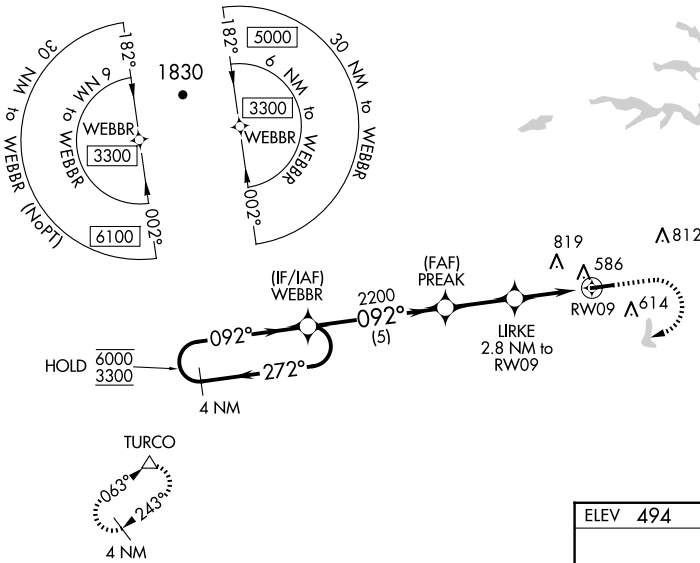 30 NM to WEBBR (NoPT)
182°
6 NM to WEBBR
WEBBR
3300
6100
002°
1830
182°
5000
30 NM to WEBBR
6 NM to WEBBR
3300
WEBBR
002°
819
812
586
614
RW09
(FAF)
PREAK
(IF/IAF)
WEBBR
2200
092°
(5)
LIRKE
2.8 NM to
RW09
092°
272°
HOLD
6000
3300
4 NM
TURCO
063°
243°
4 NM
ELEV 494